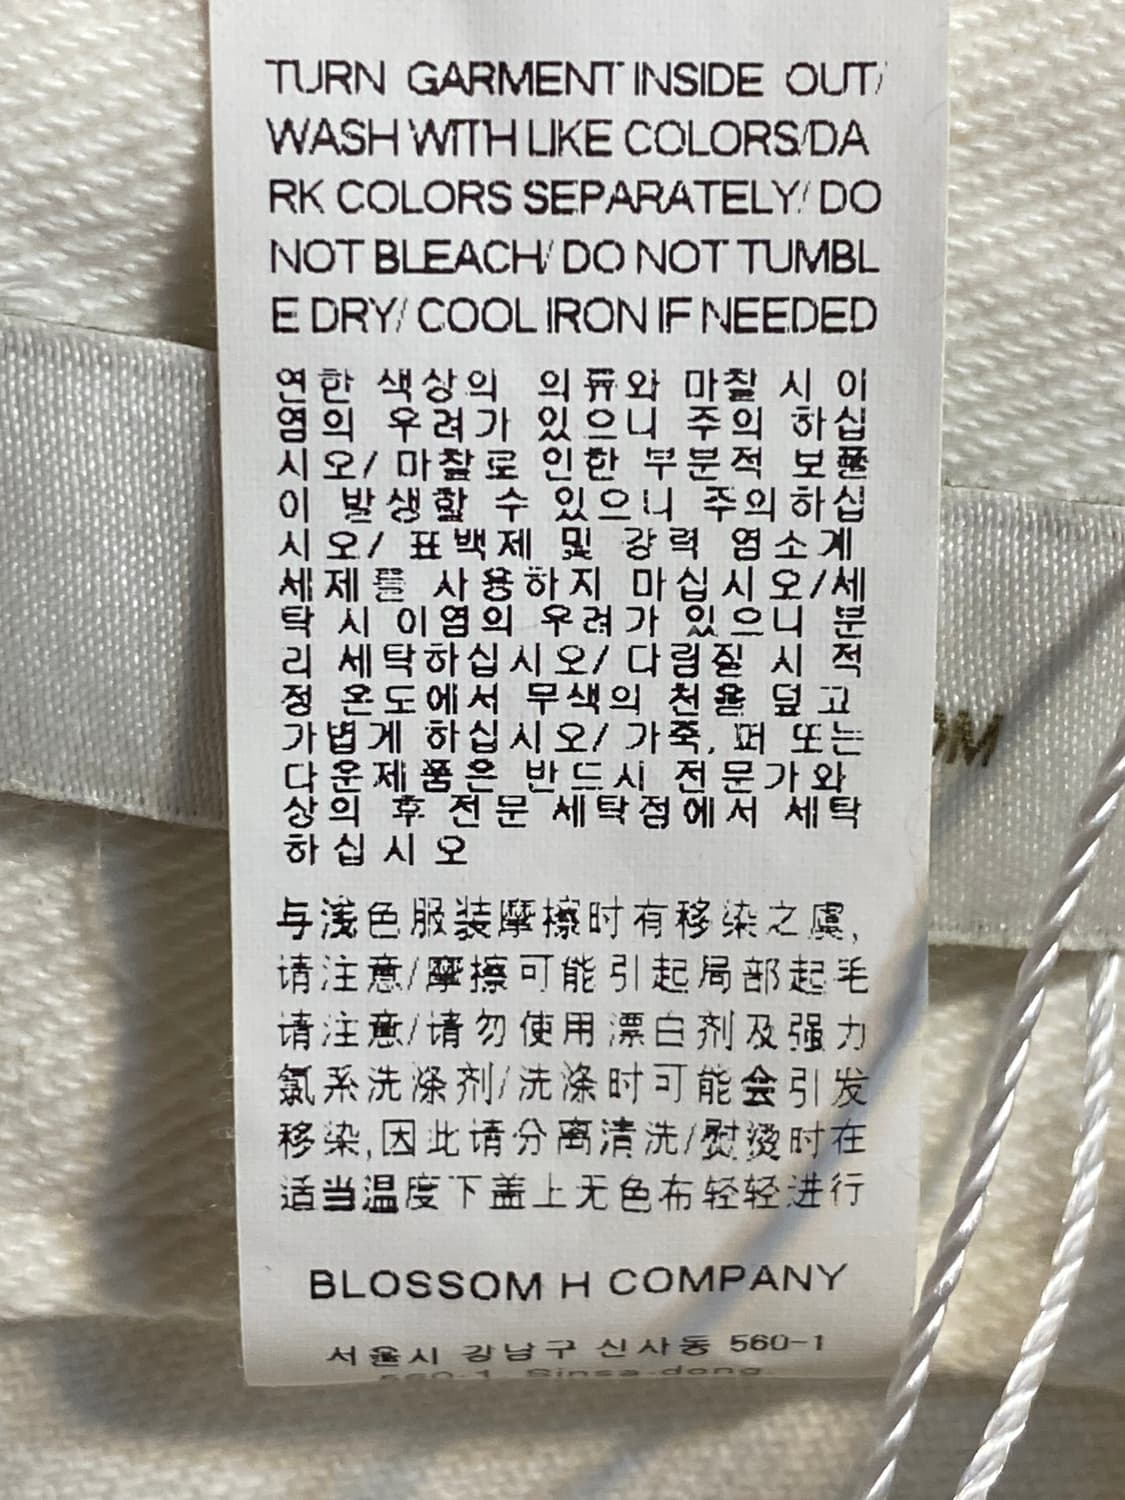 TURN GARMENT INSIDE OUT/
WASH WITH LIKE COLORS/DA
RK COLORS SEPARATELY/ DO
NOT BLEACH/ DO NOT TUMBL
E DRY/ COOL IRON IF NEEDED
연한 색상의 의류와 마찰 시 이
염의 우려가 있으니 주의 하십
시오/ 마찰로 인한 부분적 보풀
이 발생할 수 있으니 주의하십
시오/ 표백제 및 강력 염소계
세제를 사용하지 마십시오/세
탁 시 이염의 우려가 있으니 분
리 세탁하십시오/ 다림질 시 적
정 온도에서 무색의 천을 덮고
가볍게 하십시오/ 가죽, 퍼 또는
다운제품은 반드시 전문가와
상의 후 전문 세탁점에서 세탁
하십시오
与浅色服装摩擦时有移染之虞,
请注意/摩擦可能引起局部起毛
请注意/请勿使用漂白剂及强力
氯系洗涤剂/洗涤时可能会引发
移染,因此请分离清洗/熨烫时在
适当温度下盖上无色布轻轻进行
BLOSSOM H COMPANY
서울시 강남구 신사동 560-1
560-1, Sinsa-dong,
OM